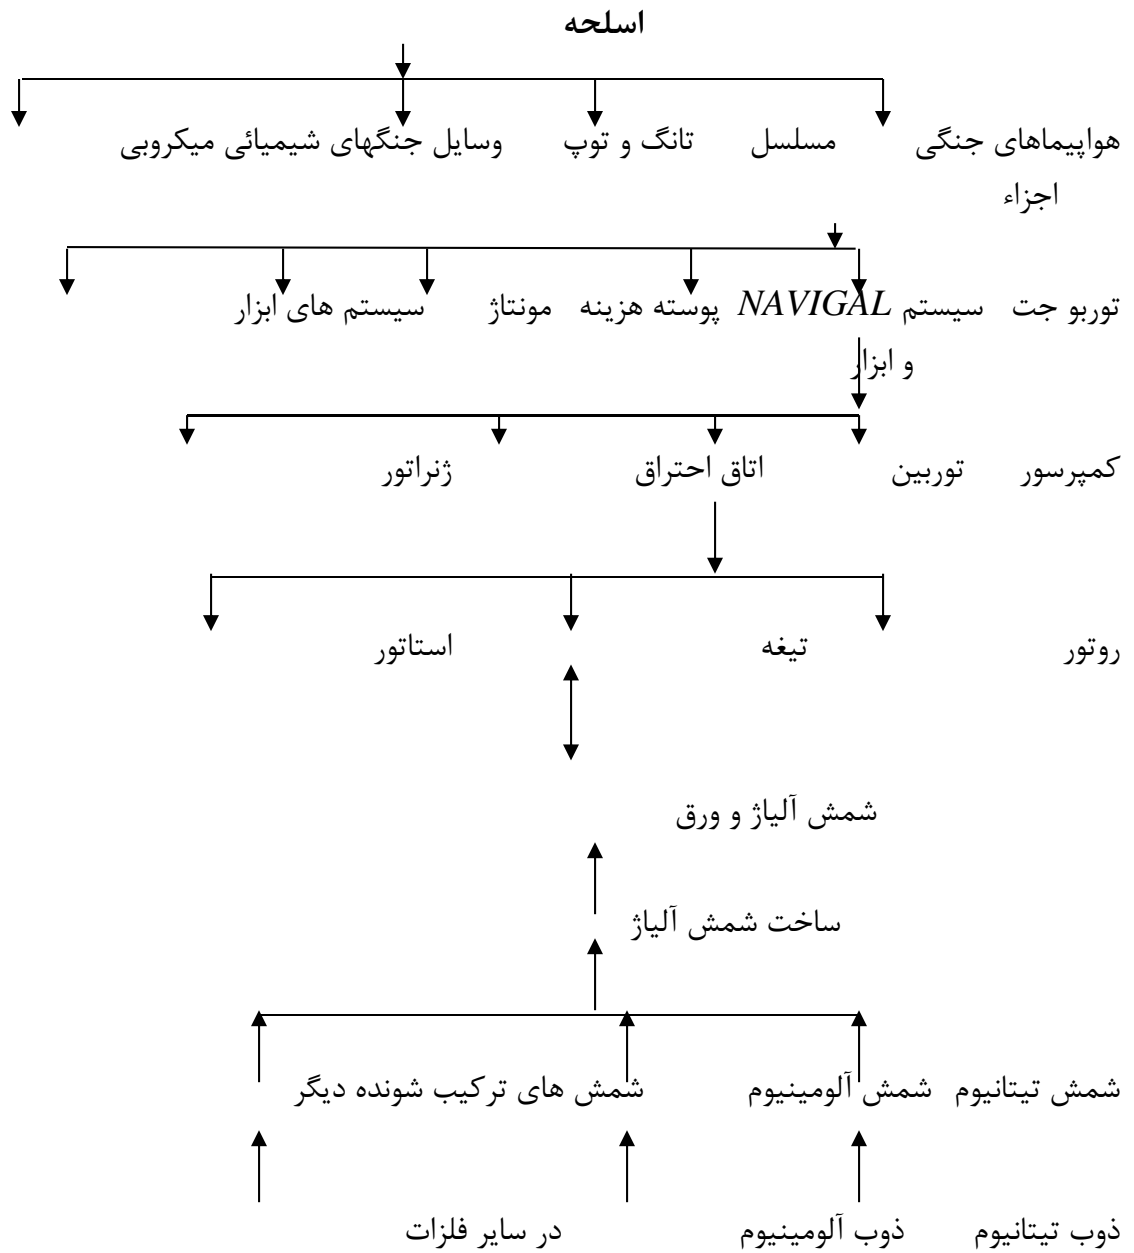 اسلحه
هواپیماهای جنگی مسلسل تانگ و توپ وسایل جنگهای شیمیائی میکروبی
اجزاء
توربو جت سیستم NAVIGAL پوسته هزینه مونتاژ سیستم های ابزار
و ابزار
کمپرسور توربین اتاق احتراق ژنراتور
روتور تیغه استاتور
شمش آلیاژ و ورق
ساخت شمش آلیاژ
شمش تیتانیوم شمش آلومینیوم شمش های ترکیب شونده دیگر
ذوب تیتانیوم ذوب آلومینیوم در سایر فلزات